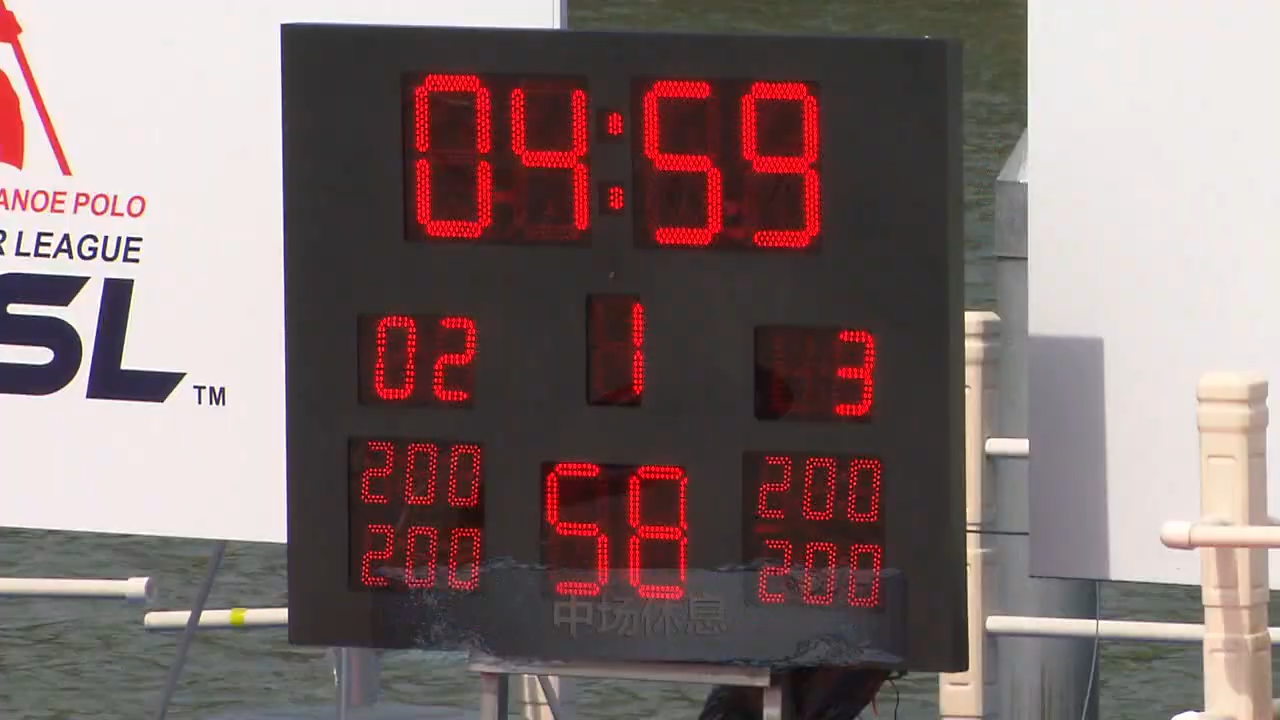 ANOE POLO
R LEAGUE
SL TM
04:59
02 1 3
200 58 200
200 200
中场休息